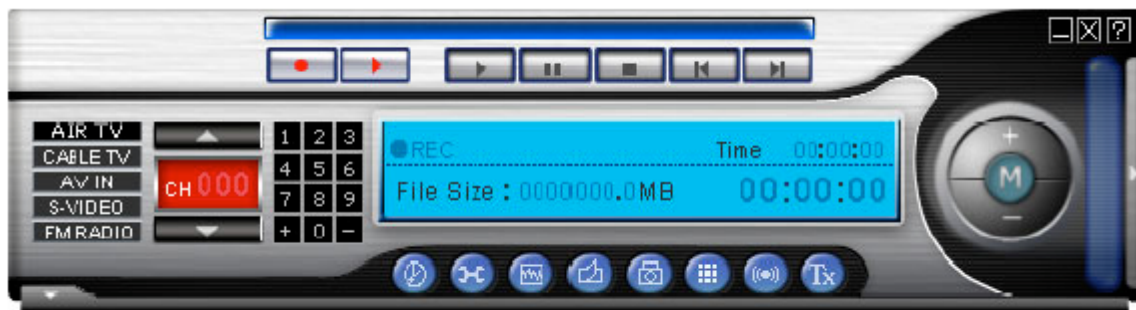 AIR TV
CABLE TV
AV IN
S-VIDEO
FM RADIO
CH 000
1 2 3
4 5 6
7 8 9
+ 0 −
REC
Time 00:00:00
File Size : 0000000.0MB
00:00:00
+
M
−
?
Tx